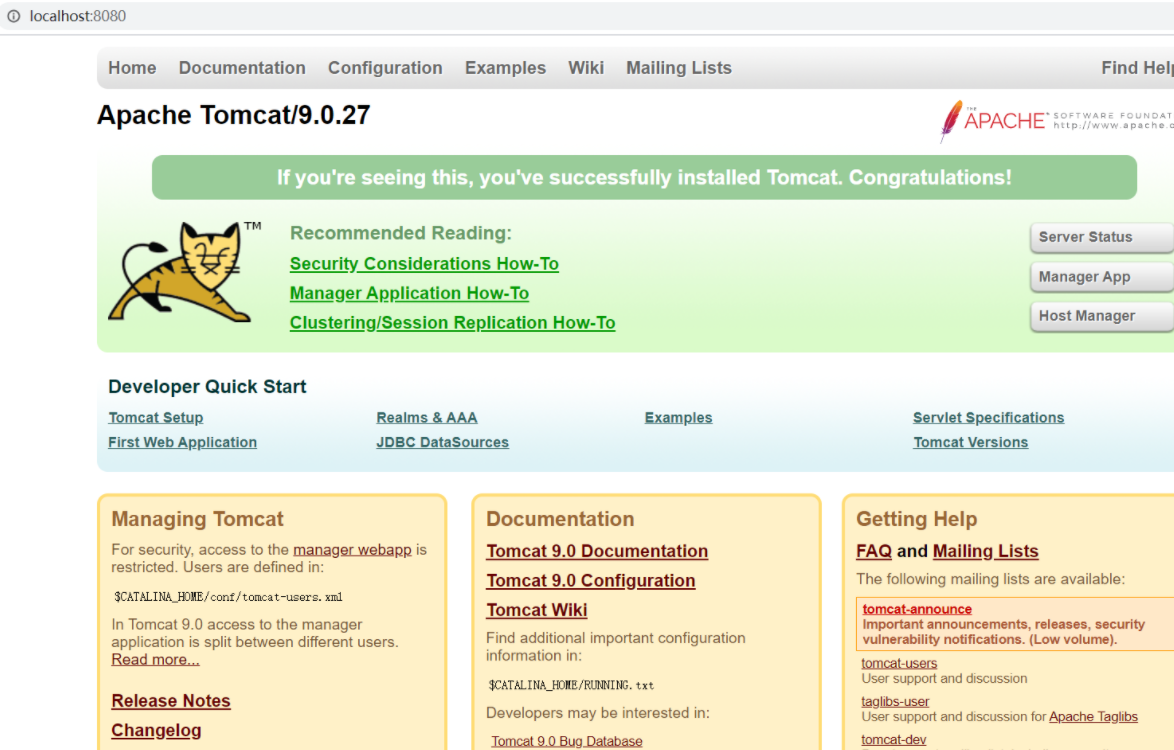 localhost:8080
Home Documentation Configuration Examples Wiki Mailing Lists Find Help
Apache Tomcat/9.0.27
THE
APACHE SOFTWARE FOUNDAT
http://www.apache.o
If you're seeing this, you've successfully installed Tomcat. Congratulations!
TM
Recommended Reading:
Security Considerations How-To
Manager Application How-To
Clustering/Session Replication How-To
Server Status
Manager App
Host Manager
Developer Quick Start
Tomcat Setup
First Web Application
Realms & AAA
JDBC DataSources
Examples
Servlet Specifications
Tomcat Versions
Managing Tomcat
For security, access to the manager webapp is
restricted. Users are defined in:
$CATALINA_HOME/conf/tomcat-users.xml
In Tomcat 9.0 access to the manager
application is split between different users.
Read more...
Release Notes
Changelog
Documentation
Tomcat 9.0 Documentation
Tomcat 9.0 Configuration
Tomcat Wiki
Find additional important configuration
information in:
$CATALINA_HOME/RUNNING.txt
Developers may be interested in:
Tomcat 9.0 Bug Database
Getting Help
FAQ and Mailing Lists
The following mailing lists are available:
tomcat-announce
Important announcements, releases, security
vulnerability notifications. (Low volume).
tomcat-users
User support and discussion
taglibs-user
User support and discussion for Apache Taglibs
tomcat-dev